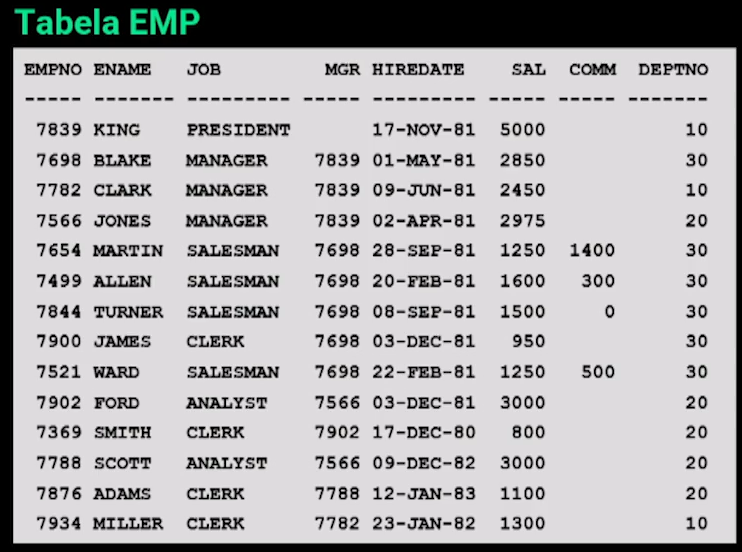 Tabela EMP
EMPNO ENAME JOB MGR HIREDATE SAL COMM DEPTNO
----- ------- --------- ----- --------- ----- ----- -------
7839 KING PRESIDENT 17-NOV-81 5000 10
7698 BLAKE MANAGER 7839 01-MAY-81 2850 30
7782 CLARK MANAGER 7839 09-JUN-81 2450 10
7566 JONES MANAGER 7839 02-APR-81 2975 20
7654 MARTIN SALESMAN 7698 28-SEP-81 1250 1400 30
7499 ALLEN SALESMAN 7698 20-FEB-81 1600 300 30
7844 TURNER SALESMAN 7698 08-SEP-81 1500 0 30
7900 JAMES CLERK 7698 03-DEC-81 950 30
7521 WARD SALESMAN 7698 22-FEB-81 1250 500 30
7902 FORD ANALYST 7566 03-DEC-81 3000 20
7369 SMITH CLERK 7902 17-DEC-80 800 20
7788 SCOTT ANALYST 7566 09-DEC-82 3000 20
7876 ADAMS CLERK 7788 12-JAN-83 1100 20
7934 MILLER CLERK 7782 23-JAN-82 1300 10